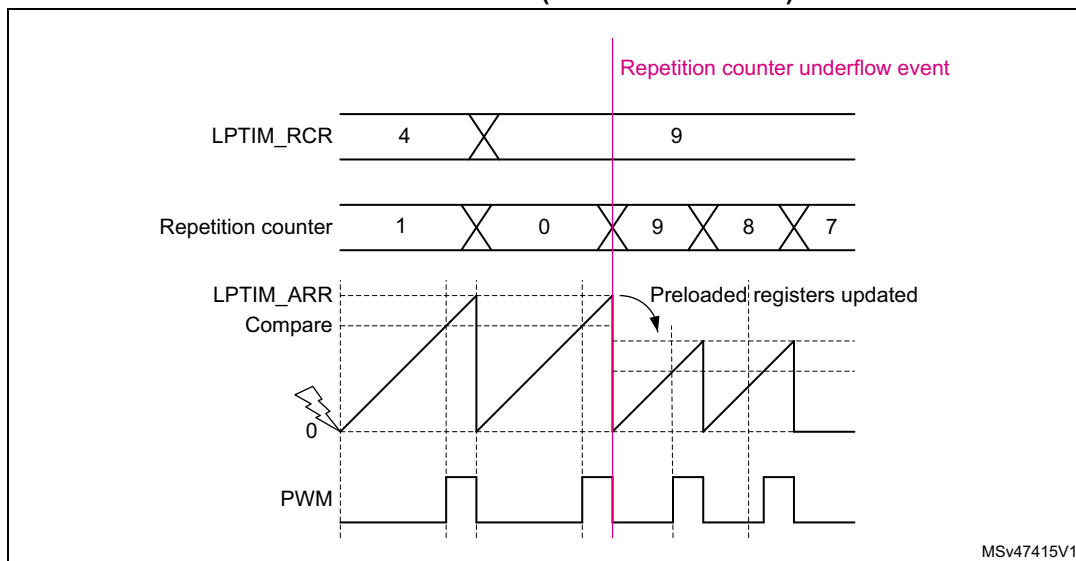 Repetition counter underflow event
LPTIM_RCR 4 9
Repetition counter 1 0 9 8 7
LPTIM_ARR Preloaded registers updated
Compare
0
PWM
MSv47415V1